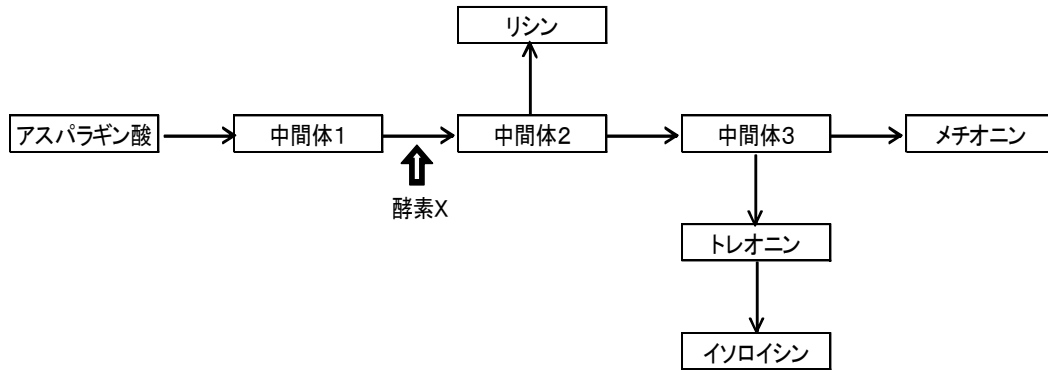 リシン
アスパラギン酸
中間体1
中間体2
中間体3
メチオニン
酵素X
トレオニン
イソロイシン